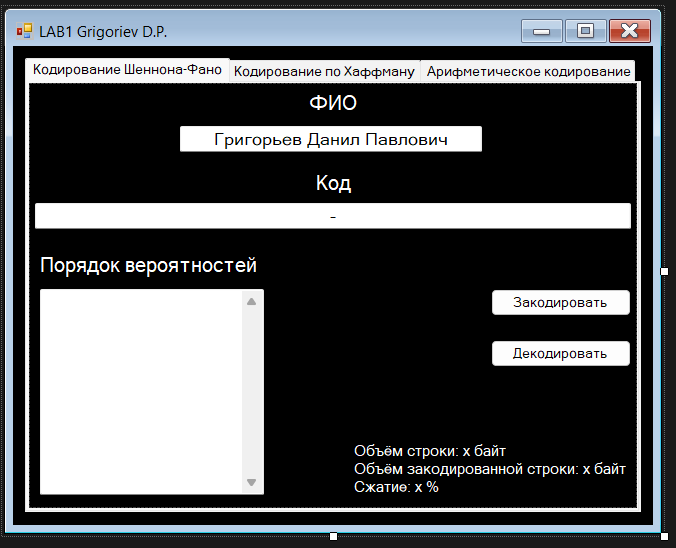 LAB1 Grigoriev D.P.
Кодирование Шеннона-Фано Кодирование по Хаффману Арифметическое кодирование
ФИО
Григорьев Данил Павлович
Код
-
Порядок вероятностей
Закодировать
Декодировать
Объём строки: x байт
Объём закодированной строки: x байт
Сжатие: x %